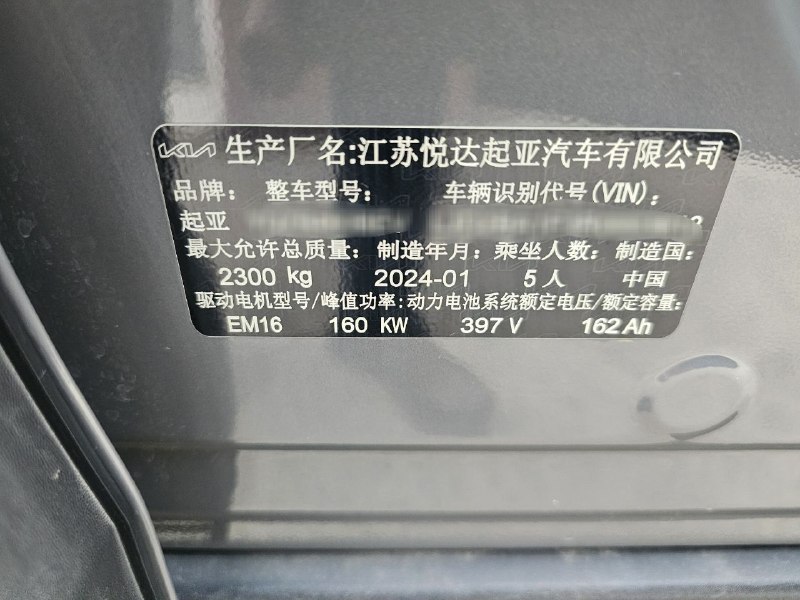 KIA 生产厂名:江苏悦达起亚汽车有限公司
品牌: 整车型号: 车辆识别代号(VIN):
起亚
最大允许总质量: 制造年月: 乘坐人数: 制造国:
2300 kg 2024-01 5人 中国
驱动电机型号/峰值功率:动力电池系统额定电压/额定容量:
EM16 160 KW 397 V 162 Ah